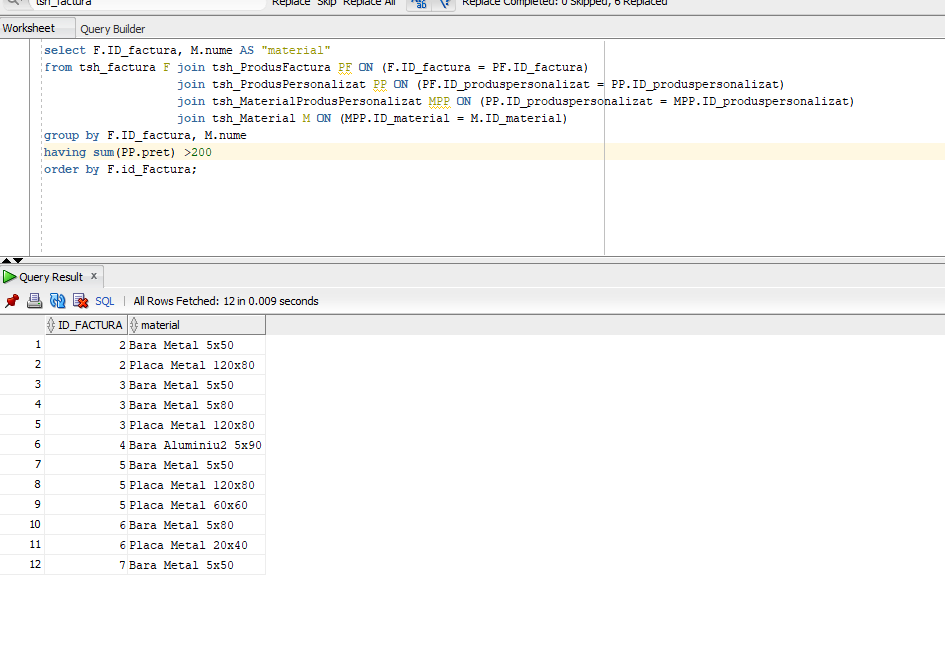 tsh_factura Replace Skip Replace All Replace Completed: 0 Skipped, 6 Replaced
Worksheet Query Builder
select F.ID_factura, M.nume AS "material"
from tsh_factura F join tsh_ProdusFactura PF ON (F.ID_factura = PF.ID_factura)
join tsh_ProdusPersonalizat PP ON (PF.ID_produspersonalizat = PP.ID_produspersonalizat)
join tsh_MaterialProdusPersonalizat MPP ON (PP.ID_produspersonalizat = MPP.ID_produspersonalizat)
join tsh_Material M ON (MPP.ID_material = M.ID_material)
group by F.ID_factura, M.nume
having sum(PP.pret) >200
order by F.id_Factura;
Query Result x
SQL | All Rows Fetched: 12 in 0.009 seconds
ID_FACTURA material
1 2 Bara Metal 5x50
2 2 Placa Metal 120x80
3 3 Bara Metal 5x50
4 3 Bara Metal 5x80
5 3 Placa Metal 120x80
6 4 Bara Aluminiu2 5x90
7 5 Bara Metal 5x50
8 5 Placa Metal 120x80
9 5 Placa Metal 60x60
10 6 Bara Metal 5x80
11 6 Placa Metal 20x40
12 7 Bara Metal 5x50